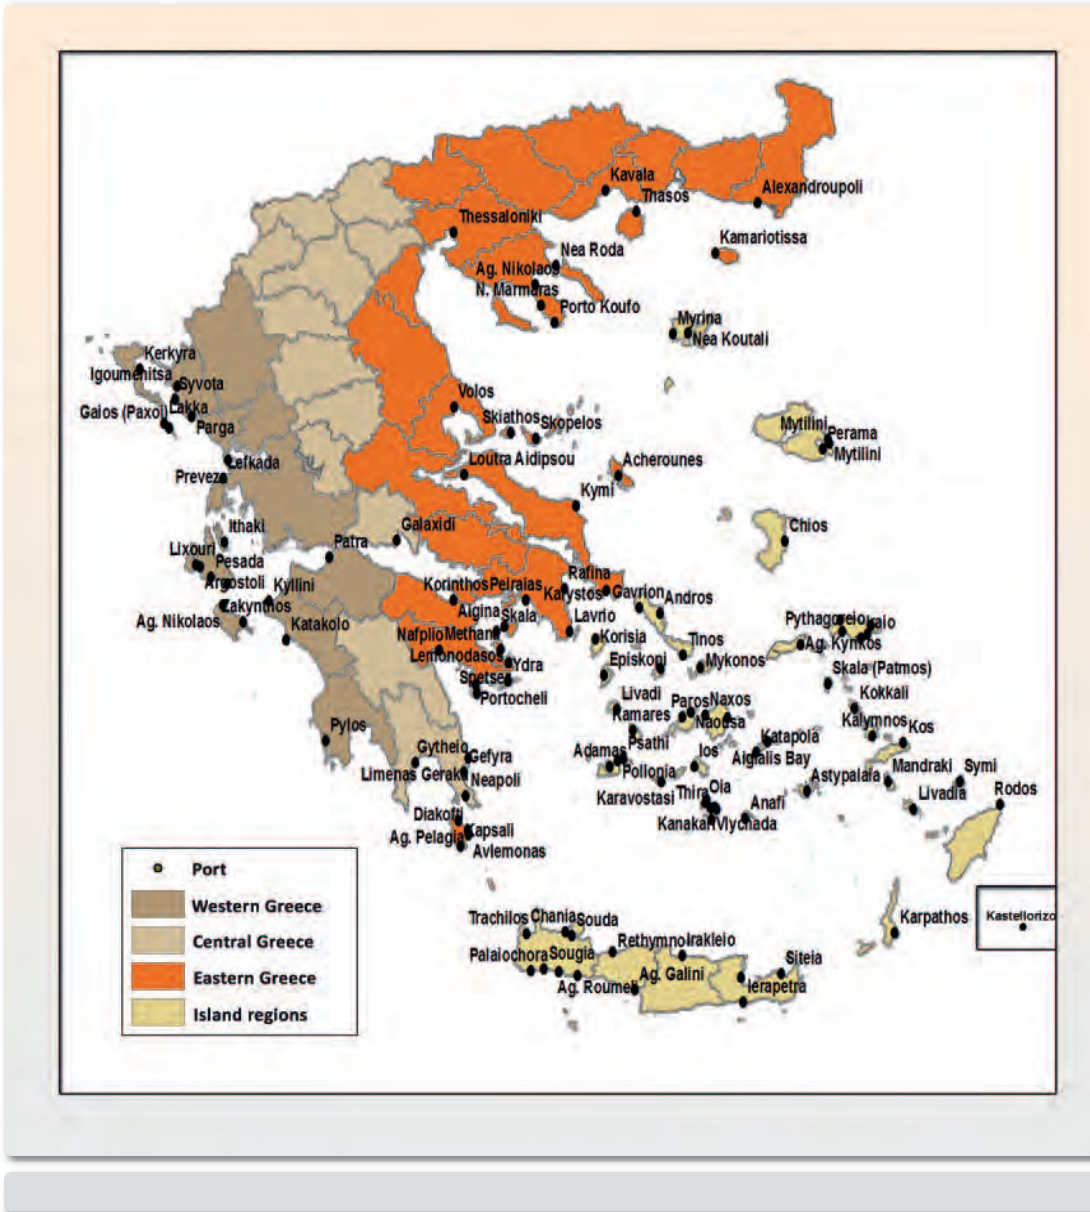 Kavala
Thasos
Alexandroupoli
Thessaloniki
Kamariotissa
Nea Roda
Ag. Nikolaos
N. Marmaras
Porto Koufo
Myrina
Nea Koutali
Kerkyra
Igoumenitsa
Syvota
Gaios (Paxoi)
Lakka
Parga
Volos
Skiathos
Skopelos
Mytilini
Perama
Mytilini
Lefkada
Loutra Aidipsou
Acherounes
Preveza
Kymi
Ithaki
Galaxidi
Chios
Patra
Lixouri
Pesada
Argostoli
Kyllini
Korinthos
Peiraias
Rafina
Karystos
Gavrion
Andros
Zakynthos
Aigina
Skala
Ag. Nikolaos
Katakolo
Nafplio
Methana
Lavrio
Korisia
Tinos
Pythagoreio
Ag. Kyrikos
Lemonodasos
Ydra
Episkopi
Mykonos
Skala (Patmos)
Spetses
Portocheli
Livadi
Paros
Naxos
Kokkali
Kamares
Naousa
Kalymnos
Kos
Pylos
Psathi
Katapola
Gytheio
Gefyra
Adamas
Ios
Aigialis Bay
Limenas Geraka
Neapoli
Pollonia
Astypalaia
Mandraki
Symi
Karavostasi
Thira
Oia
Anafi
Livadia
Rodos
Diakofti
Kapsali
Kanakari
Vlychada
Ag. Pelagia
Avlemonas
Port
Western Greece
Central Greece
Eastern Greece
Island regions
Trachilos
Chania
Souda
Karpathos
Kastellorizo
Rethymno
Irakleio
Palaiochora
Sougia
Siteia
Ag. Galini
Ag. Roumeli
Ierapetra